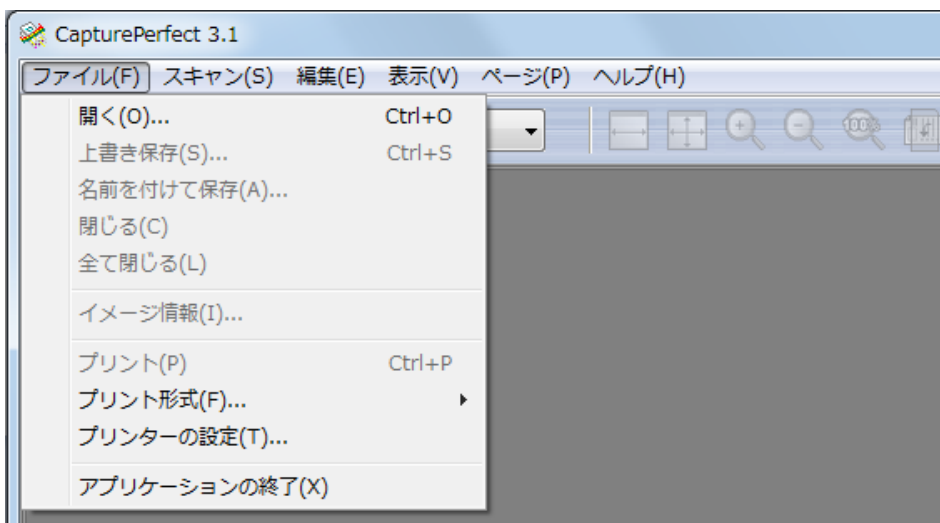 CapturePerfect 3.1
ファイル(F) スキャン(S) 編集(E) 表示(V) ページ(P) ヘルプ(H)
開く(O)... Ctrl+O
上書き保存(S)... Ctrl+S
名前を付けて保存(A)...
閉じる(C)
全て閉じる(L)
イメージ情報(I)...
プリント(P) Ctrl+P
プリント形式(F)...
プリンターの設定(T)...
アプリケーションの終了(X)
100%